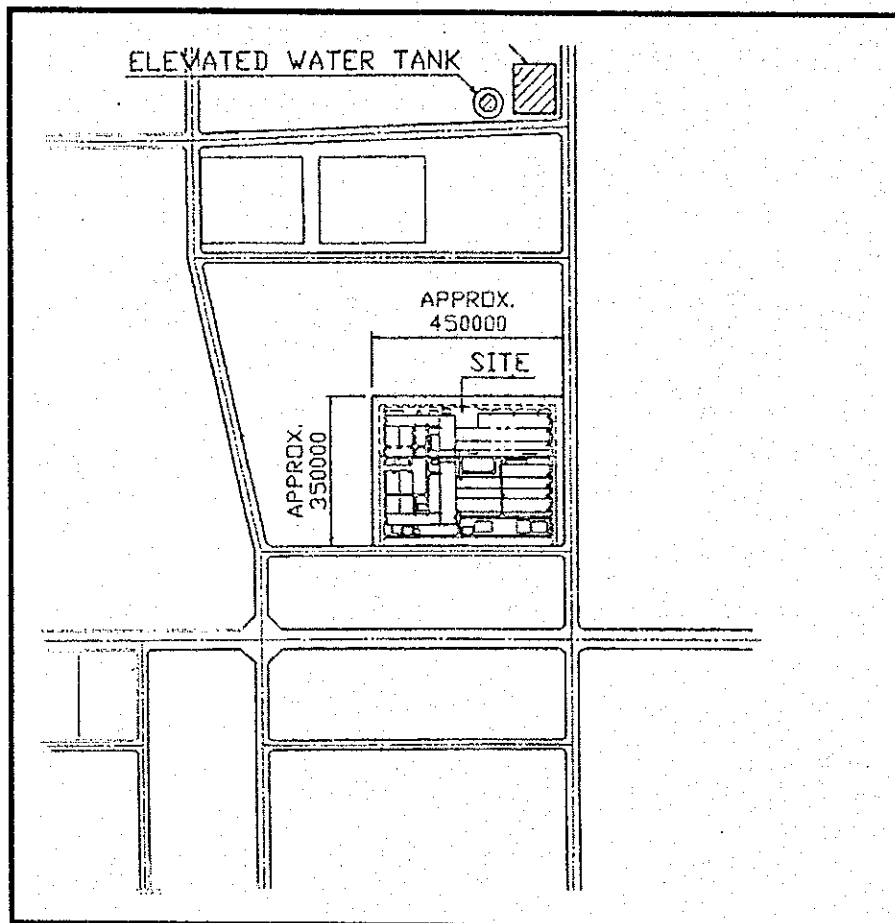 ELEVATED WATER TANK
APPROX.
450000
SITE
APPROX.
350000